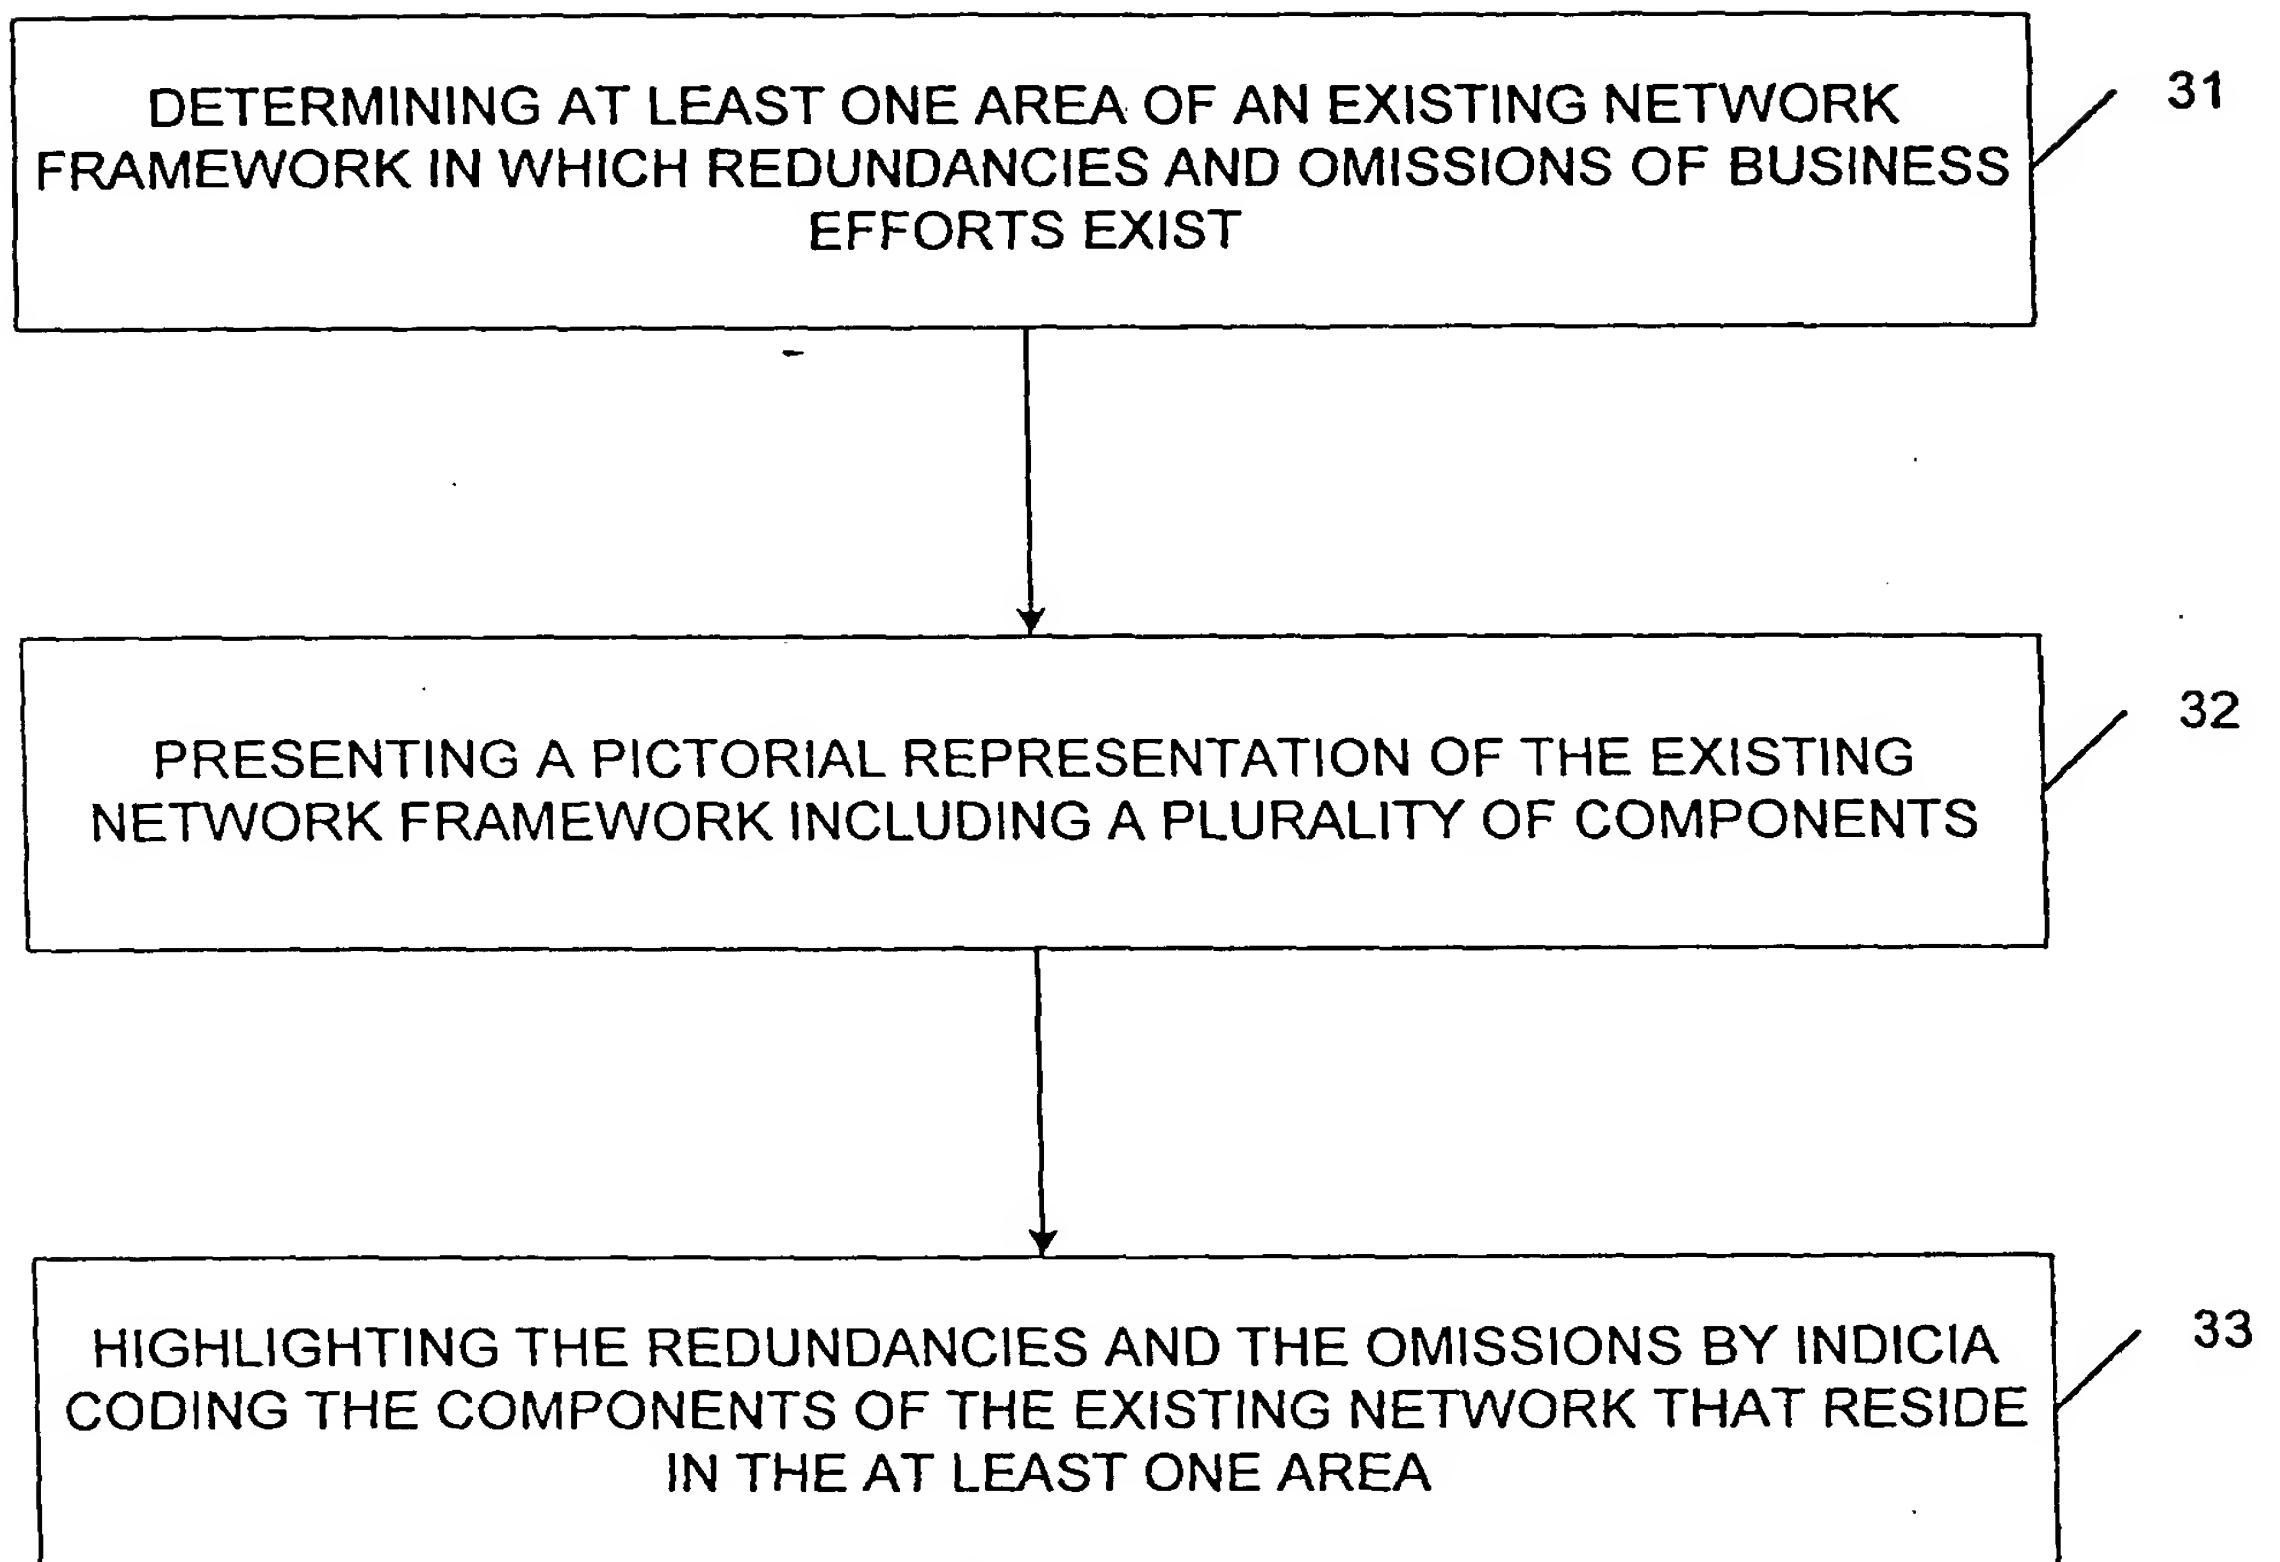 DETERMINING AT LEAST ONE AREA OF AN EXISTING NETWORK
FRAMEWORK IN WHICH REDUNDANCIES AND OMISSIONS OF BUSINESS
EFFORTS EXIST
31
PRESENTING A PICTORIAL REPRESENTATION OF THE EXISTING
NETWORK FRAMEWORK INCLUDING A PLURALITY OF COMPONENTS
32
HIGHLIGHTING THE REDUNDANCIES AND THE OMISSIONS BY INDICIA
CODING THE COMPONENTS OF THE EXISTING NETWORK THAT RESIDE
IN THE AT LEAST ONE AREA
33